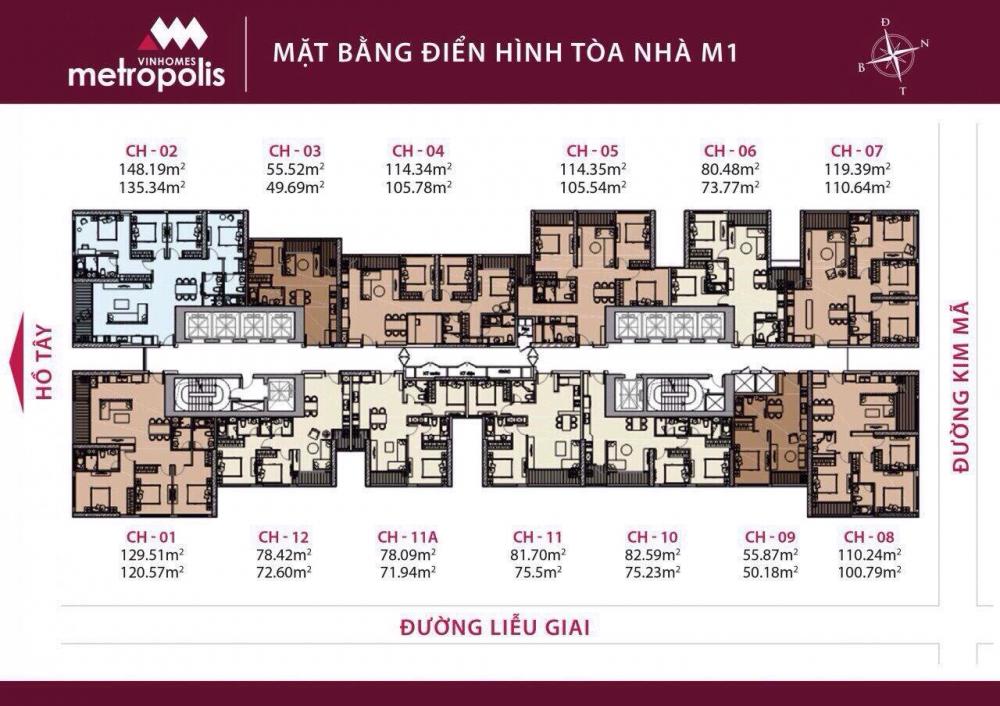 VINHOMES
metropolis
MẶT BẰNG ĐIỂN HÌNH TÒA NHÀ M1
Đ
N
B
T
CH - 02
148.19m²
135.34m²
CH - 03
55.52m²
49.69m²
CH - 04
114.34m²
105.78m²
CH - 05
114.35m²
105.54m²
CH - 06
80.48m²
73.77m²
CH - 07
119.39m²
110.64m²
HỒ TÂY
ĐƯỜNG KIM MÃ
CH - 01
129.51m²
120.57m²
CH - 12
78.42m²
72.60m²
CH - 11A
78.09m²
71.94m²
CH - 11
81.70m²
75.5m²
CH - 10
82.59m²
75.23m²
CH - 09
55.87m²
50.18m²
CH - 08
110.24m²
100.79m²
ĐƯỜNG LIỄU GIAI